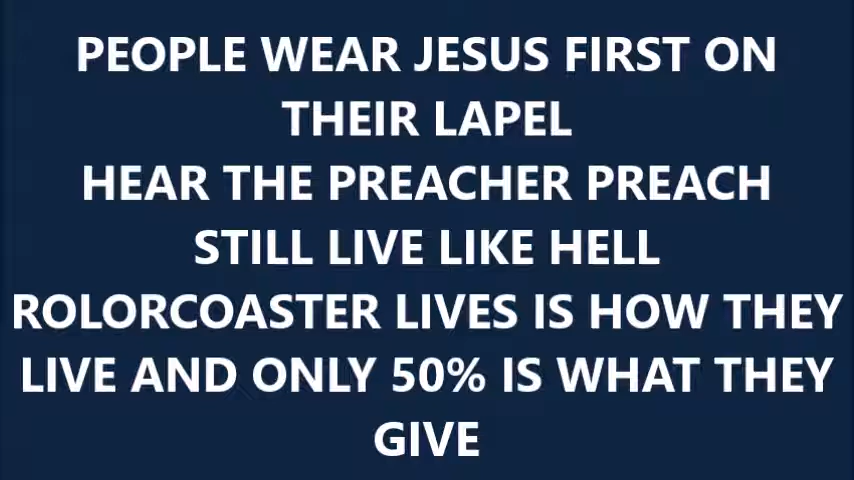 PEOPLE WEAR JESUS FIRST ON
THEIR LAPEL
HEAR THE PREACHER PREACH
STILL LIVE LIKE HELL
ROLORCOASTER LIVES IS HOW THEY
LIVE AND ONLY 50% IS WHAT THEY
GIVE